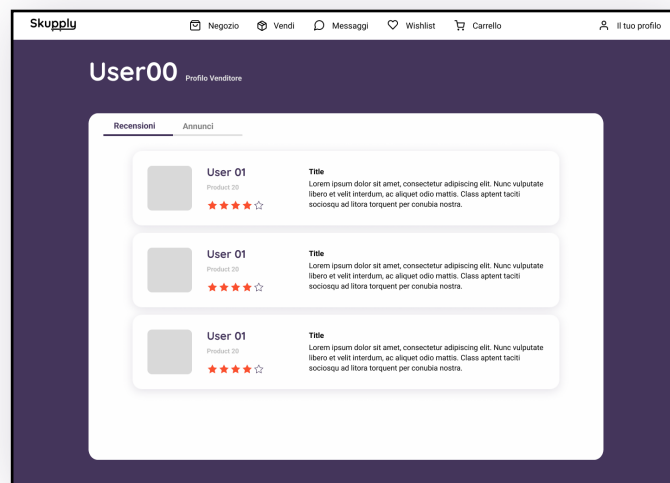 Skupply
Negozio
Vendi
Messaggi
Wishlist
Carrello
Il tuo profilo
User00
Profilo Venditore
Recensioni
Annunci
User 01
Product 20
Title
Lorem ipsum dolor sit amet, consectetur adipiscing elit. Nunc vulputate
libero et velit interdum, ac aliquet odio mattis. Class aptent taciti
sociosqu ad litora torquent per conubia nostra.
User 01
Product 20
Title
Lorem ipsum dolor sit amet, consectetur adipiscing elit. Nunc vulputate
libero et velit interdum, ac aliquet odio mattis. Class aptent taciti
sociosqu ad litora torquent per conubia nostra.
User 01
Product 20
Title
Lorem ipsum dolor sit amet, consectetur adipiscing elit. Nunc vulputate
libero et velit interdum, ac aliquet odio mattis. Class aptent taciti
sociosqu ad litora torquent per conubia nostra.